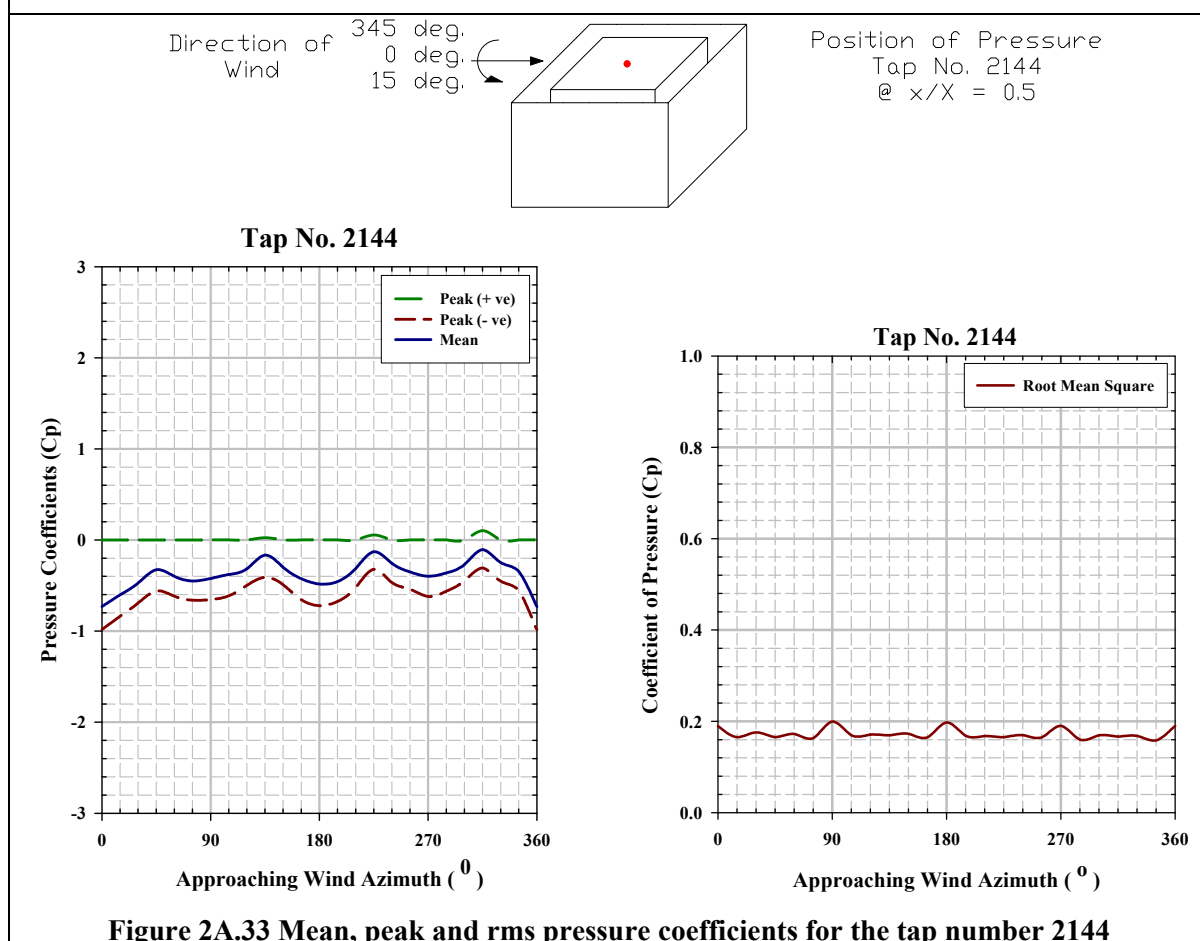 Direction of
Wind
345 deg.
0 deg.
15 deg.
Position of Pressure
Tap No. 2144
@ x/X = 0.5
Tap No. 2144
Peak (+ ve)
Peak (- ve)
Mean
3
2
1
0
-1
-2
-3
Pressure Coefficients (Cp)
0
90
180
270
360
Approaching Wind Azimuth ( 0 )
Tap No. 2144
Root Mean Square
1.0
0.8
0.6
0.4
0.2
0.0
Coefficient of Pressure (Cp)
0
90
180
270
360
Approaching Wind Azimuth ( o )
Figure 2A.33 Mean, peak and rms pressure coefficients for the tap number 2144